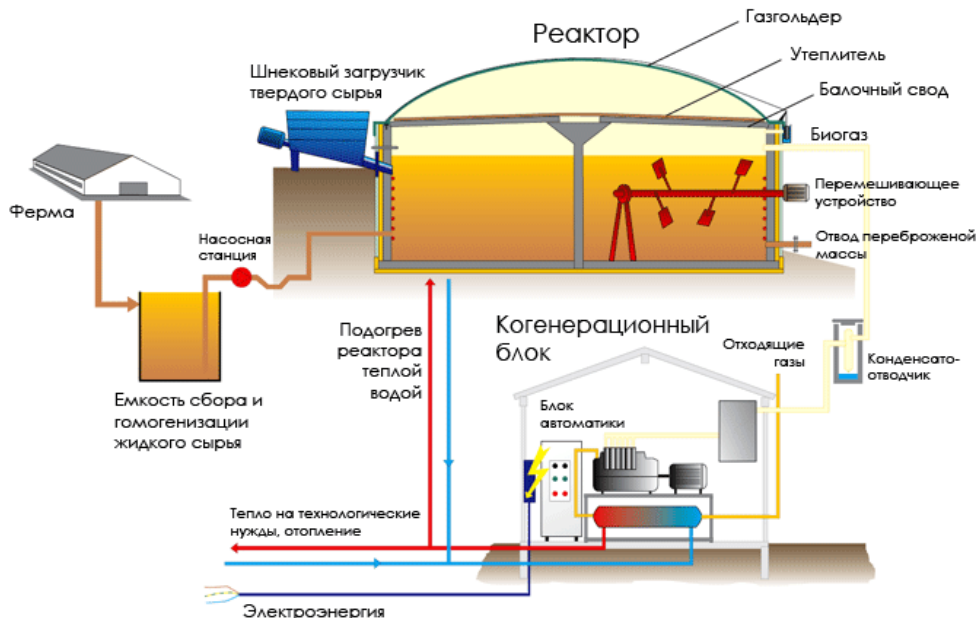 Реактор
Газгольдер
Утеплитель
Балочный свод
Шнековый загрузчик
твердого сырья
Биогаз
Ферма
Перемешивающее
устройство
Насосная
станция
Отвод переброженой
массы
Подогрев
реактора
теплой
водой
Когенерационный
блок
Отходящие
газы
Конденсато-
отводчик
Емкость сбора и
гомогенизации
жидкого сырья
Блок
автоматики
Тепло на технологические
нужды, отопление
Электроэнергия